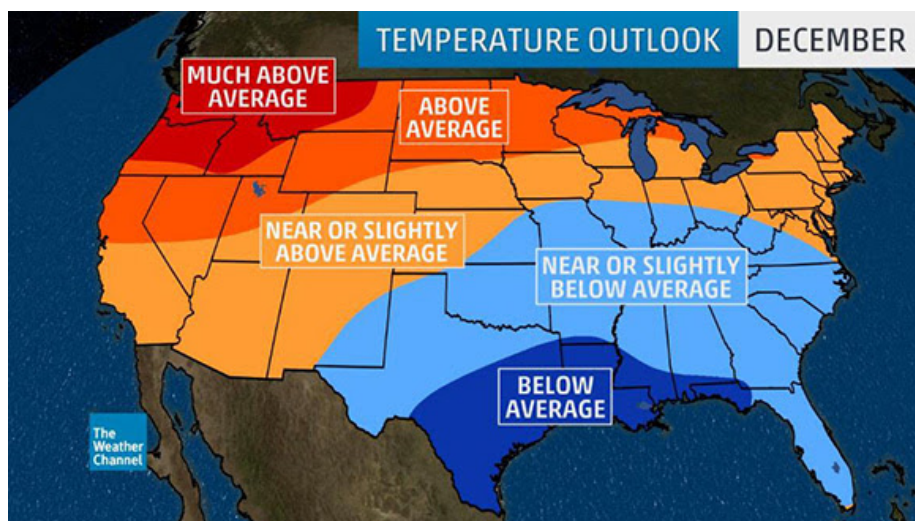 TEMPERATURE OUTLOOK
DECEMBER
MUCH ABOVE
AVERAGE
ABOVE
AVERAGE
NEAR OR SLIGHTLY
ABOVE AVERAGE
NEAR OR SLIGHTLY
BELOW AVERAGE
BELOW
AVERAGE
The
Weather
Channel